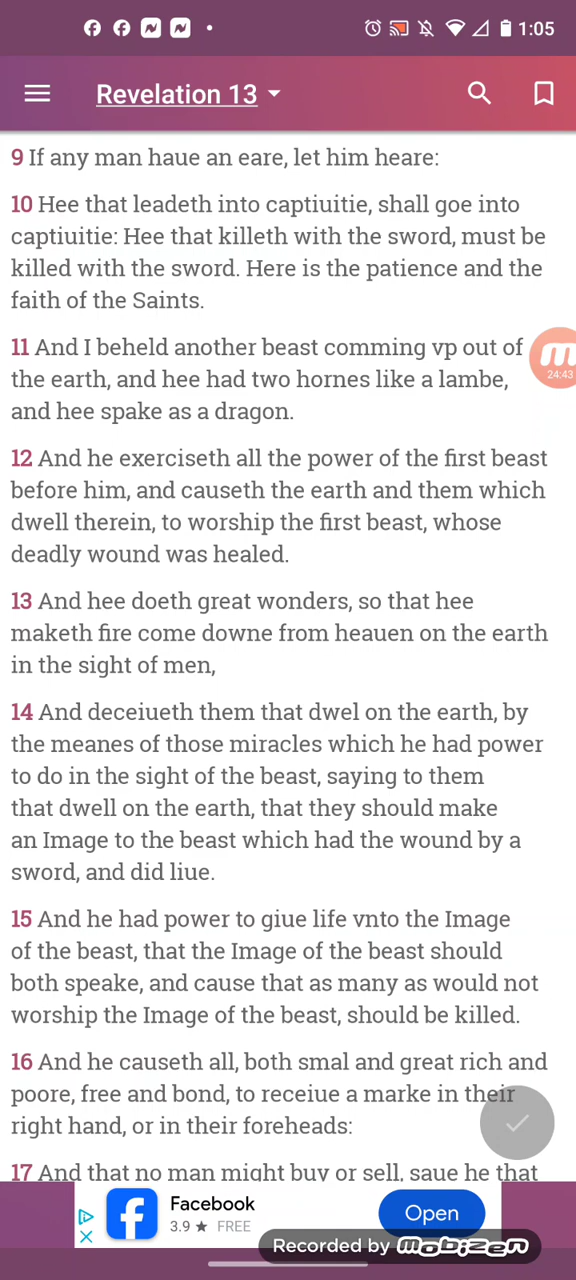 1:05
Revelation 13
9 If any man haue an eare, let him heare:
10 Hee that leadeth into captiuitie, shall goe into
captiuitie: Hee that killeth with the sword, must be
killed with the sword. Here is the patience and the
faith of the Saints.
11 And I beheld another beast comming vp out of
the earth, and hee had two hornes like a lambe,
and hee spake as a dragon.
24:43
12 And he exerciseth all the power of the first beast
before him, and causeth the earth and them which
dwell therein, to worship the first beast, whose
deadly wound was healed.
13 And hee doeth great wonders, so that hee
maketh fire come downe from heauen on the earth
in the sight of men,
14 And deceiueth them that dwel on the earth, by
the meanes of those miracles which he had power
to do in the sight of the beast, saying to them
that dwell on the earth, that they should make
an Image to the beast which had the wound by a
sword, and did liue.
15 And he had power to giue life vnto the Image
of the beast, that the Image of the beast should
both speake, and cause that as many as would not
worship the Image of the beast, should be killed.
16 And he causeth all, both smal and great rich and
poore, free and bond, to receiue a marke in their
right hand, or in their foreheads:
17 And that no man might buy or sell, saue he that
Facebook
3.9 ★ FREE
Open
Recorded by mobizen